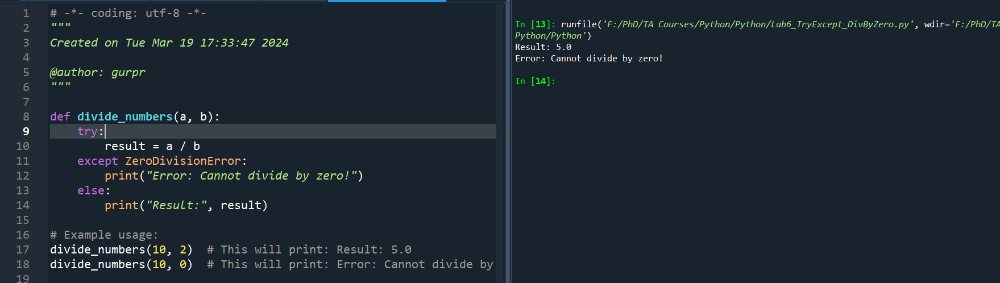 1 # -*- coding: utf-8 -*-
2 """
3 Created on Tue Mar 19 17:33:47 2024
4
5 @author: gurpr
6 """
7
8 def divide_numbers(a, b):
9     try:
10         result = a / b
11     except ZeroDivisionError:
12         print("Error: Cannot divide by zero!")
13     else:
14         print("Result:", result)
15
16 # Example usage:
17 divide_numbers(10, 2)  # This will print: Result: 5.0
18 divide_numbers(10, 0)  # This will print: Error: Cannot divide by
19
In [13]: runfile('F:/PhD/TA Courses/Python/Python/Lab6_TryExcept_DivByZero.py', wdir='F:/PhD/TA
Python/Python')
Result: 5.0
Error: Cannot divide by zero!
In [14]: